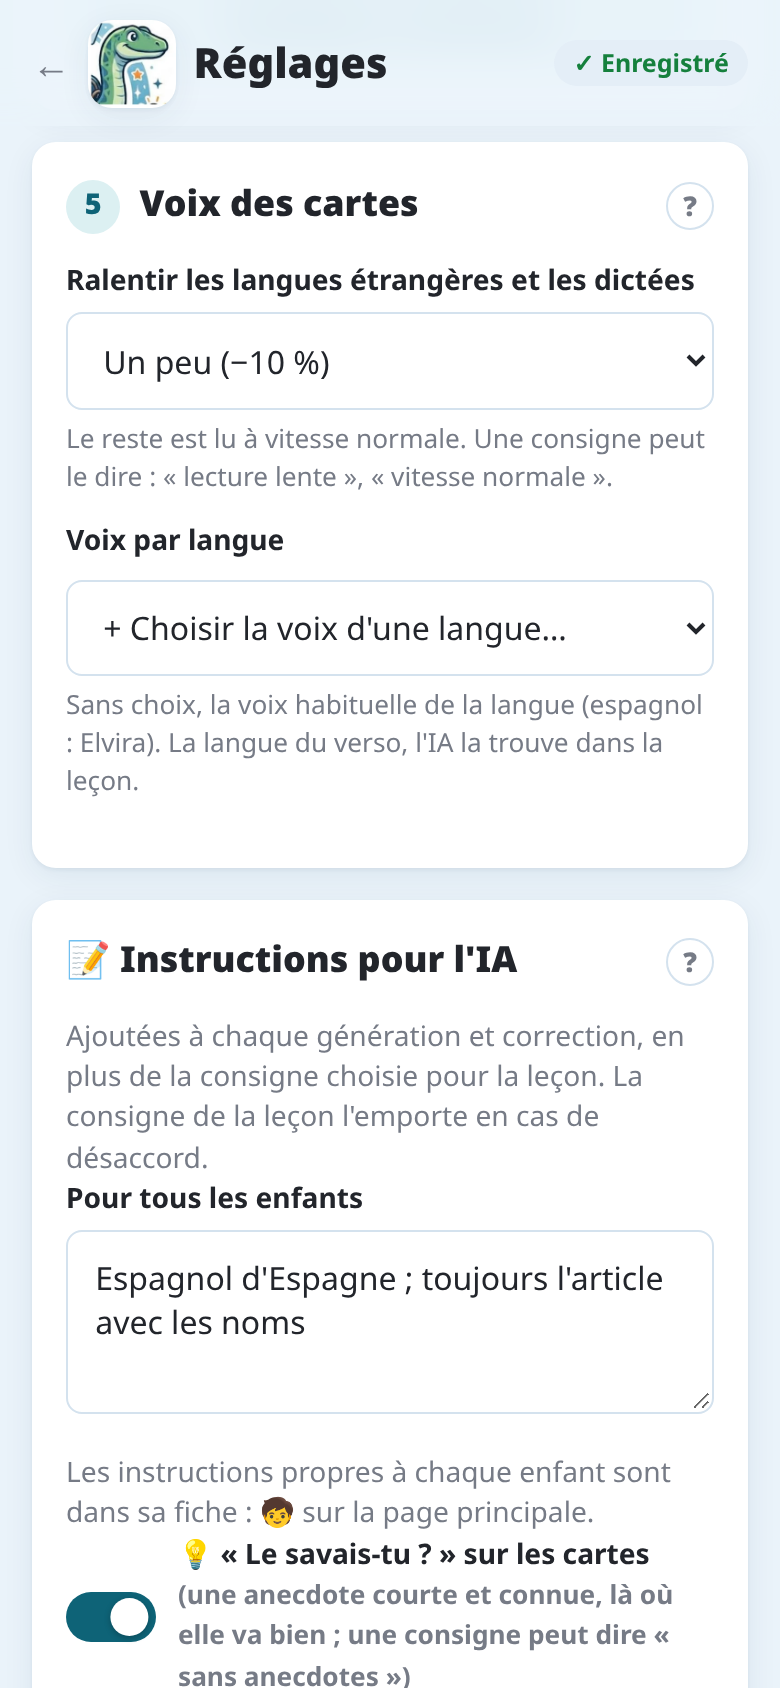 ← Réglages ✓ Enregistré
5 Voix des cartes ?
Ralentir les langues étrangères et les dictées
Un peu (−10 %)
Le reste est lu à vitesse normale. Une consigne peut
le dire : « lecture lente », « vitesse normale ».
Voix par langue
+ Choisir la voix d'une langue...
Sans choix, la voix habituelle de la langue (espagnol
: Elvira). La langue du verso, l'IA la trouve dans la
leçon.
📝 Instructions pour l'IA ?
Ajoutées à chaque génération et correction, en
plus de la consigne choisie pour la leçon. La
consigne de la leçon l'emporte en cas de
désaccord.
Pour tous les enfants
Espagnol d'Espagne ; toujours l'article
avec les noms
Les instructions propres à chaque enfant sont
dans sa fiche : 🧒 sur la page principale.
💡 « Le savais-tu ? » sur les cartes
(une anecdote courte et connue, là où
elle va bien ; une consigne peut dire «
sans anecdotes »)